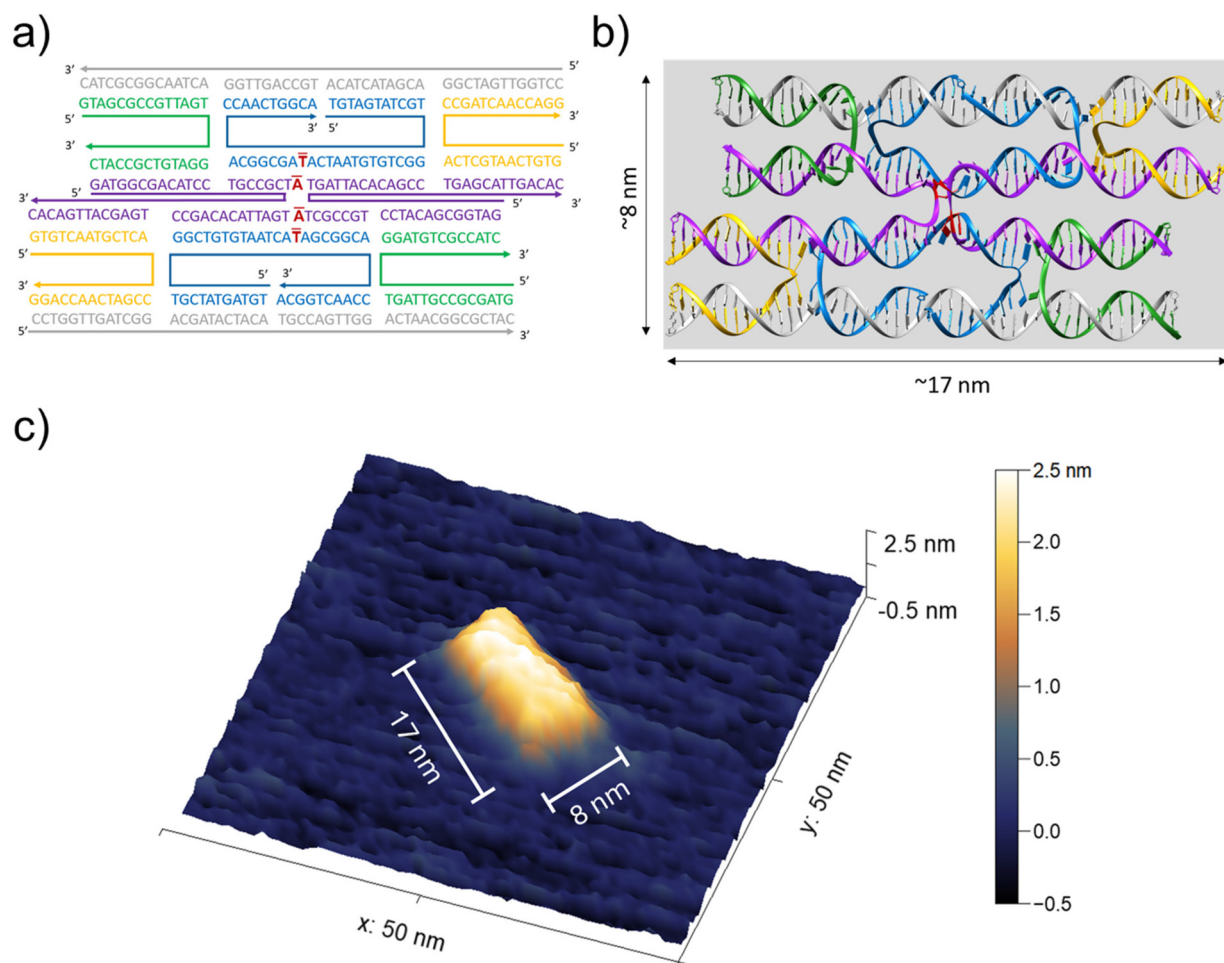 a)
3’ 5’
CATCGCGGCAATCA GGTTGACCGT ACATCATAGCA GGCTAGTTGGTCC
GTAGCGCCGTTAGT CCAACTGGCA TGTAGTATCGT CCGATCAACCAGG
5’ 3’ 5’ 3’
3’ 5’
CTACCGCTGTAGG ACGGCGATACTAATGTGTCGG ACTCGTAACTGTG
5’ GATGGCGACATCC TGCCGCTATGATTACACAGCC TGAGCATTGACAC
3’ 5’ 3’
CACAGTTACGAGT CCGACACATTAGTATCGCCGT CCTACAGCGGTAG
GTGTCAATGCTCA GGCTGTGTAATCATAGCGGCA GGATGTCGCCATC
5’ 5’ 3’ 3’
3’ 5’
GGACCAACTAGCC TGCTATGATGT ACGGTCAACC TGATTGCCGCGATG
CCTGGTTGATCGG ACGATACTACA TGCCAGTTGG ACTAACGGCGCTAC
5’ 3’
b)
~8 nm
~17 nm
c)
2.5 nm
-0.5 nm
17 nm
8 nm
x: 50 nm
y: 50 nm
2.5 nm
2.0
1.5
1.0
0.5
0.0
−0.5